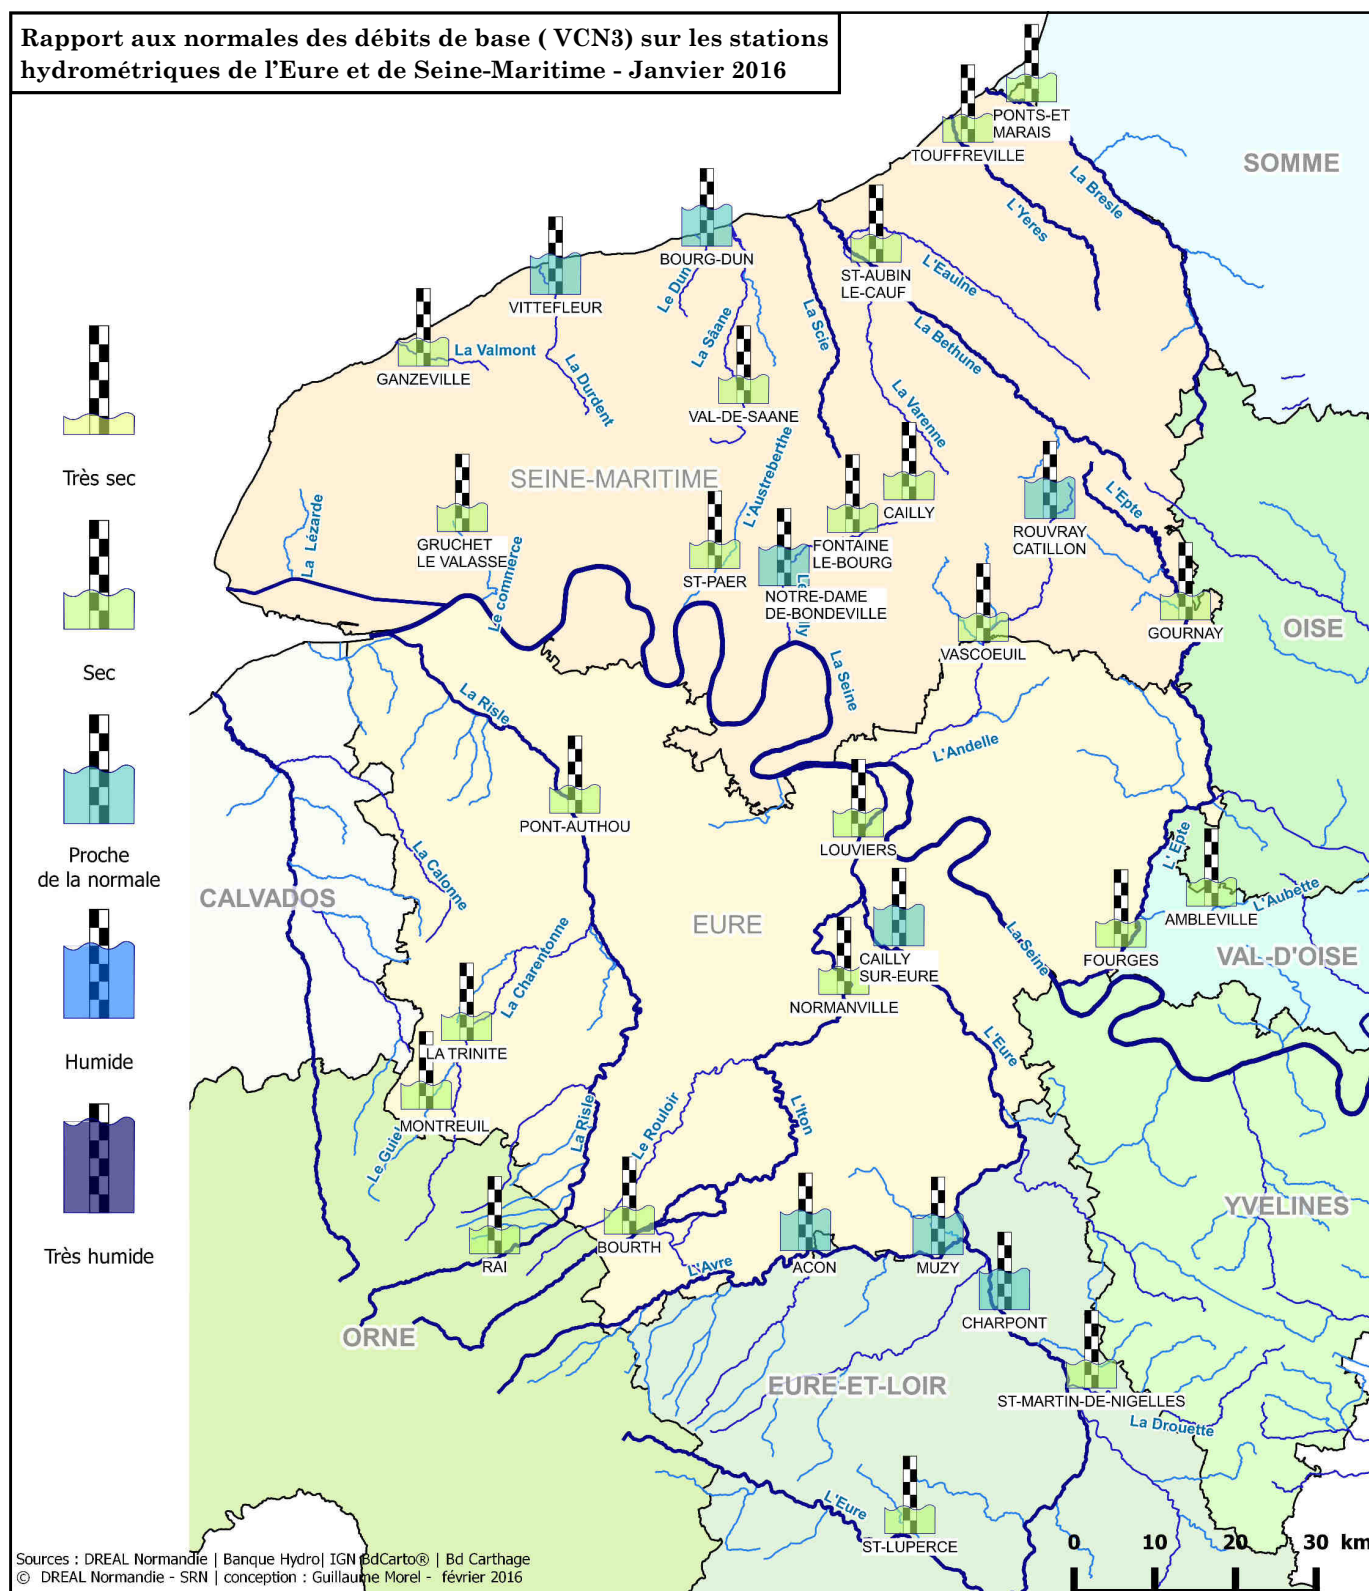 Rapport aux normales des débits de base ( VCN3) sur les stations
hydrométriques de l'Eure et de Seine-Maritime - Janvier 2016
PONTS-ET
MARAIS
TOUFFREVILLE
SOMME
La Bresle
L'Yeres
BOURG-DUN
ST-AUBIN
LE-CAUF
L'Eaulne
VITTEFLEUR
Le Dun
La Sâane
La Scie
La Bethune
GANZEVILLE
La Valmont
La Durdent
VAL-DE-SAANE
La Varenne
Très sec
SEINE-MARITIME
L'Austreberthe
CAILLY
L'Epte
La Lézarde
GRUCHET
LE VALASSE
Le commerce
ST-PAER
FONTAINE
LE-BOURG
ROUVRAY
CATILLON
NOTRE-DAME
DE-BONDEVILLE
GOURNAY
OISE
VASCOEUIL
Sec
La Risle
La Seine
L'Andelle
PONT-AUTHOU
LOUVIERS
L'Epte
Proche
de la normale
La Calonne
CALVADOS
EURE
AMBLEVILLE
L'Aubette
CAILLY
SUR-EURE
La Seine
FOURGES
VAL-D'OISE
La Charentonne
NORMANVILLE
LA TRINITE
L'Eure
Humide
MONTREUIL
Le Guiel
La Risle
Le Rouloir
L'Iton
YVELINES
Très humide
RAI
BOURTH
L'Avre
ACON
MUZY
ORNE
CHARPONT
EURE-ET-LOIR
ST-MARTIN-DE-NIGELLES
La Drouette
L'Eure
ST-LUPERCE
0 10 20 30 km
Sources : DREAL Normandie | Banque Hydro| IGN BdCarto® | Bd Carthage
© DREAL Normandie - SRN | conception : Guillaume Morel - février 2016